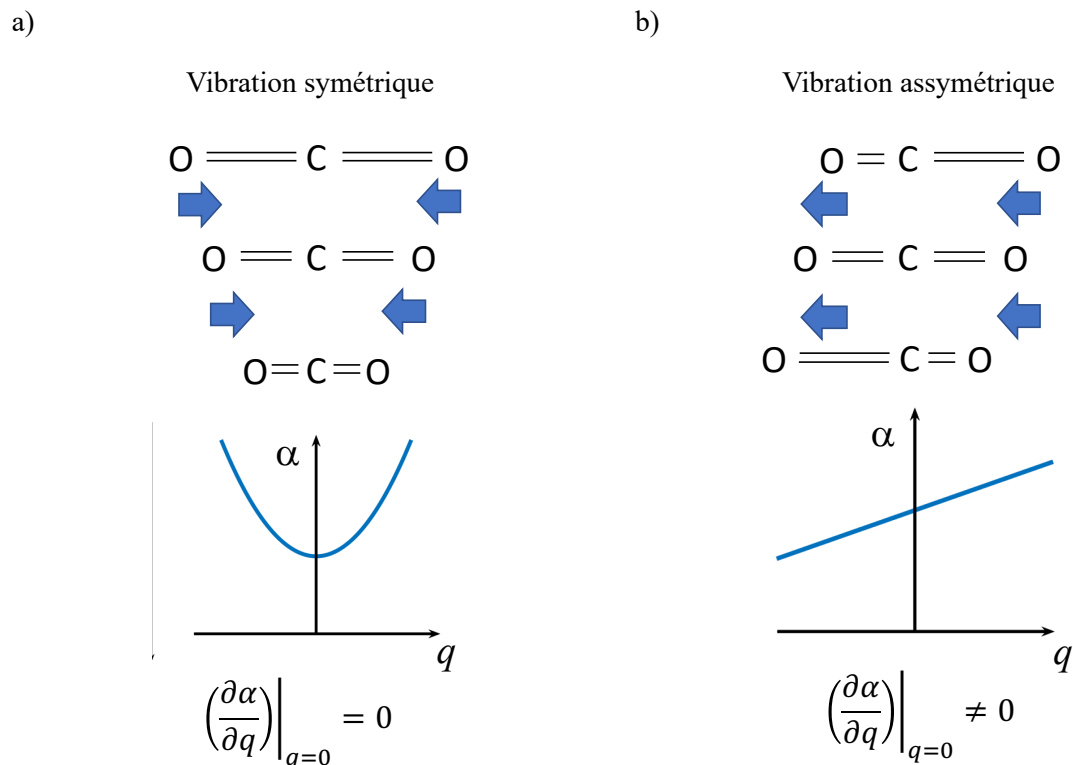 a)
Vibration symétrique
O C O
O C O
O=C=O
α
q
(∂α/∂q)|q=0 = 0
b)
Vibration assymétrique
O = C O
O C O
O C = O
α
q
(∂α/∂q)|q=0 ≠ 0